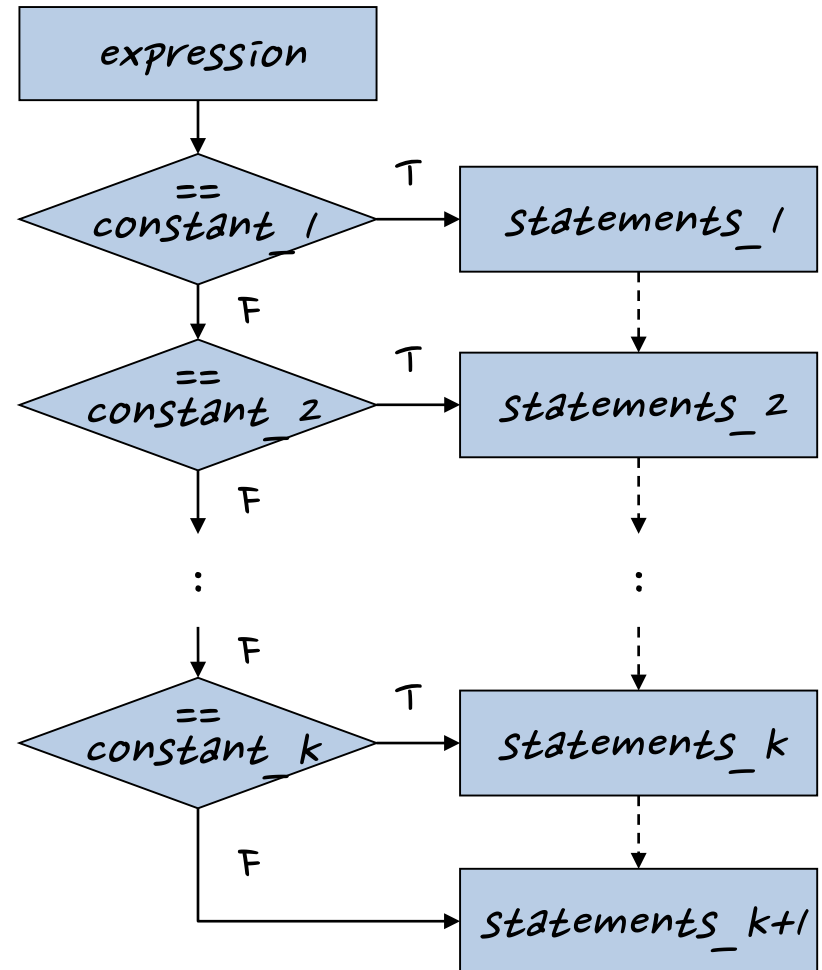 expression
==
constant_1
T
statements_1
F
==
constant_2
T
statements_2
F
:
:
F
==
constant_k
T
statements_k
F
statements_k+1